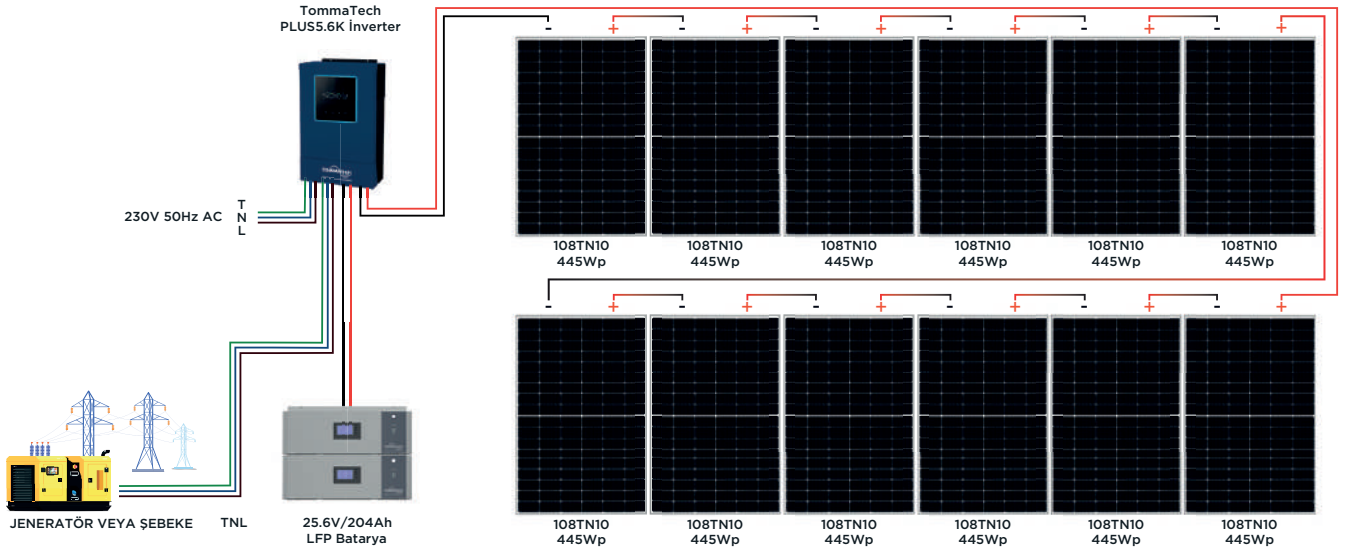 TommaTech
PLUS5.6K İnverter
- + - + - + - + - + - +
108TN10 108TN10 108TN10 108TN10 108TN10 108TN10
445Wp 445Wp 445Wp 445Wp 445Wp 445Wp
230V 50Hz AC
T
N
L
- + - + - + - + - + - +
108TN10 108TN10 108TN10 108TN10 108TN10 108TN10
445Wp 445Wp 445Wp 445Wp 445Wp 445Wp
JENERATÖR VEYA ŞEBEKE
TNL
25.6V/204Ah
LFP Batarya